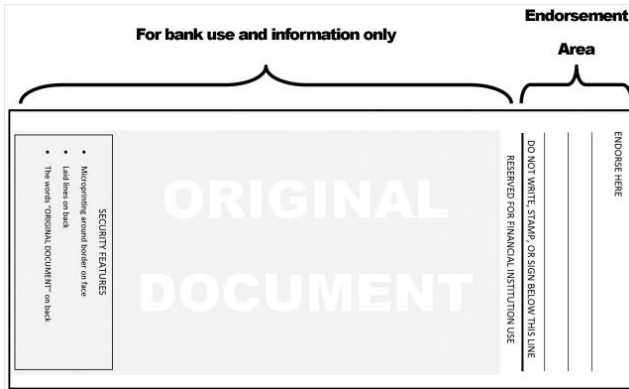 For bank use and information only
Endorsement
Area
ENDORSE HERE
DO NOT WRITE, STAMP, OR SIGN BELOW THIS LINE
RESERVED FOR FINANCIAL INSTITUTION USE
ORIGINAL
DOCUMENT
SECURITY FEATURES
• Microprinting around border on face
• Laid lines on back
• The words "ORIGINAL DOCUMENT" on back